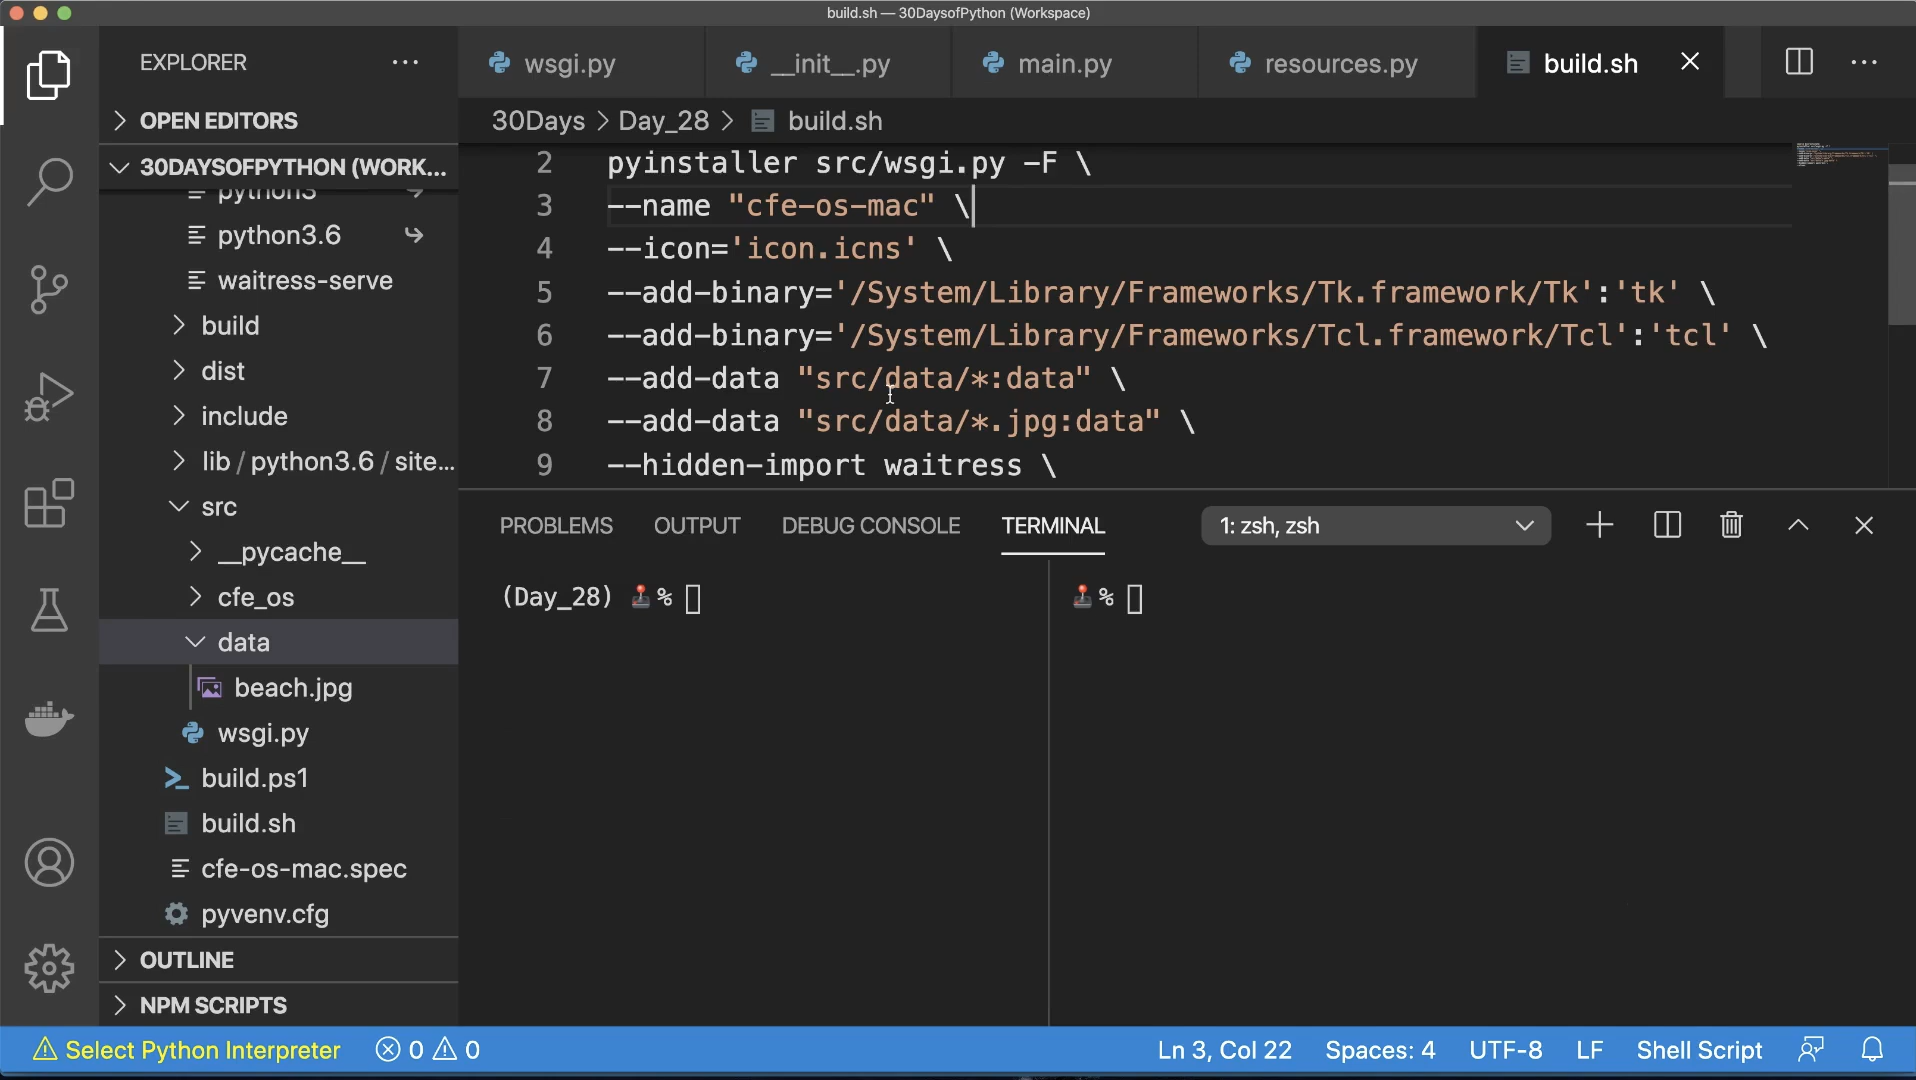 build.sh — 30DaysofPython (Workspace)
EXPLORER
wsgi.py
__init__.py
main.py
resources.py
build.sh
OPEN EDITORS
30Days > Day_28 > build.sh
30DAYSOFPYTHON (WORK...
python3
python3.6
waitress-serve
build
dist
include
lib / python3.6 / site...
src
__pycache__
cfe_os
data
beach.jpg
wsgi.py
build.ps1
build.sh
cfe-os-mac.spec
pyvenv.cfg
OUTLINE
NPM SCRIPTS
2 pyinstaller src/wsgi.py -F \
3 --name "cfe-os-mac" \
4 --icon='icon.icns' \
5 --add-binary='/System/Library/Frameworks/Tk.framework/Tk':'tk' \
6 --add-binary='/System/Library/Frameworks/Tcl.framework/Tcl':'tcl' \
7 --add-data "src/data/*:data" \
8 --add-data "src/data/*.jpg:data" \
9 --hidden-import waitress \
PROBLEMS OUTPUT DEBUG CONSOLE TERMINAL
1: zsh, zsh
(Day_28) 🕹% 
🕹% 
Select Python Interpreter
0 0
Ln 3, Col 22
Spaces: 4
UTF-8
LF
Shell Script